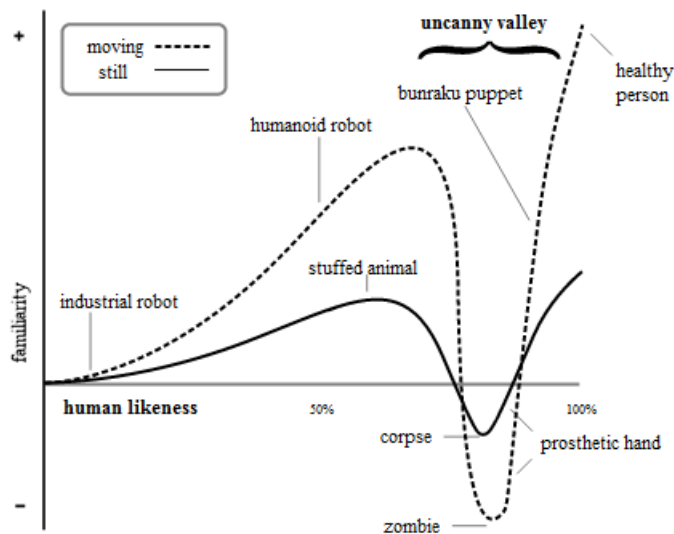 uncanny valley
+
moving
still
healthy
person
bunraku puppet
humanoid robot
stuffed animal
industrial robot
familiarity
human likeness
50%
100%
corpse
prosthetic hand
−
zombie